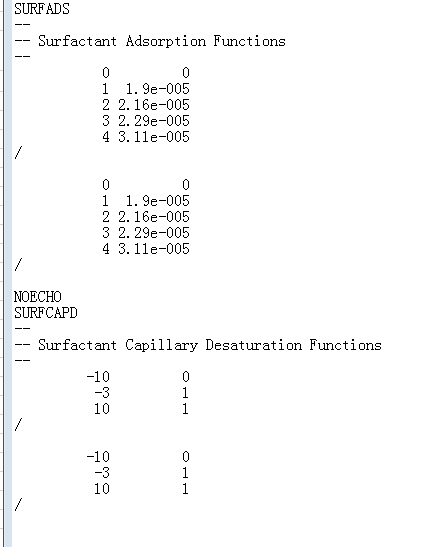 SURFADS
--
-- Surfactant Adsorption Functions
--
0 0
1 1.9e-005
2 2.16e-005
3 2.29e-005
4 3.11e-005
/
0 0
1 1.9e-005
2 2.16e-005
3 2.29e-005
4 3.11e-005
/
NOECHO
SURFCAPD
--
-- Surfactant Capillary Desaturation Functions
--
-10 0
-3 1
10 1
/
-10 0
-3 1
10 1
/